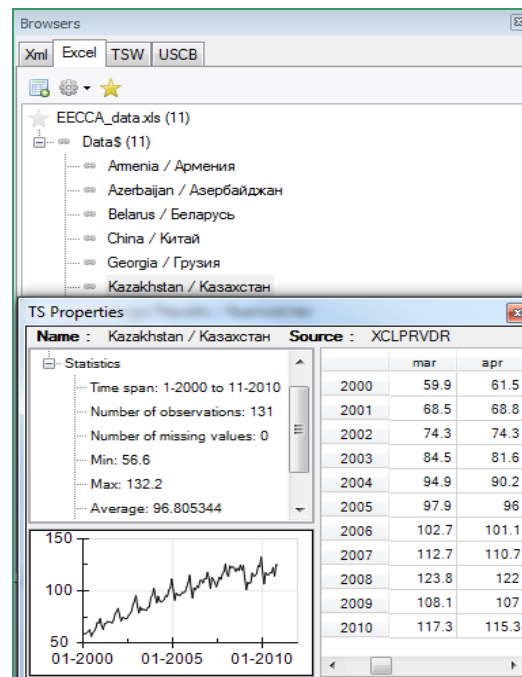 Browsers
Xml Excel TSW USCB
EECCA_data.xls (11)
Data$ (11)
Armenia / Армения
Azerbaijan / Азербайджан
Belarus / Беларусь
China / Китай
Georgia / Грузия
Kazakhstan / Казахстан
TS Properties
Name : Kazakhstan / Казахстан Source : XCLPRVDR
Statistics
Time span: 1-2000 to 11-2010
Number of observations: 131
Number of missing values: 0
Min: 56.6
Max: 132.2
Average: 96.805344
mar apr
2000 59.9 61.5
2001 68.5 68.8
2002 74.3 74.3
2003 84.5 81.6
2004 94.9 90.2
2005 97.9 96
2006 102.7 101.1
2007 112.7 110.7
2008 123.8 122
2009 108.1 107
2010 117.3 115.3
150
100
50
01-2000 01-2005 01-2010